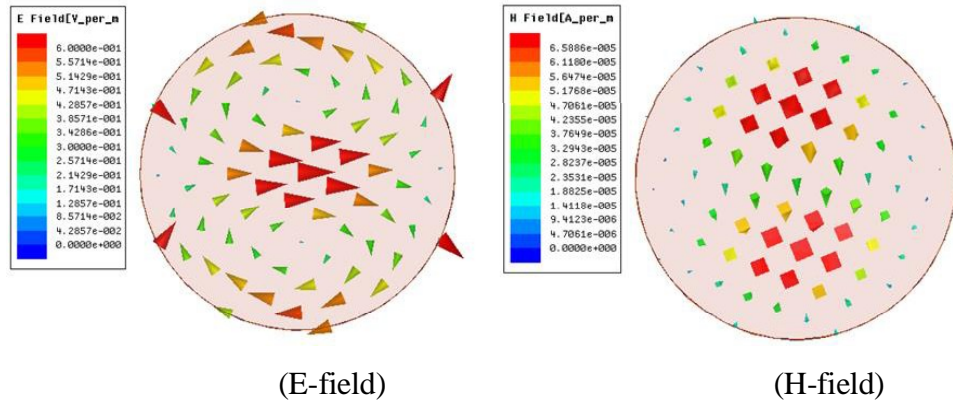 E Field[V_per_m
6.0000e-001
5.5714e-001
5.1429e-001
4.7143e-001
4.2857e-001
3.8571e-001
3.4286e-001
3.0000e-001
2.5714e-001
2.1429e-001
1.7143e-001
1.2857e-001
8.5714e-002
4.2857e-002
0.0000e+000
H Field[A_per_m
6.5886e-005
6.1180e-005
5.6474e-005
5.1768e-005
4.7061e-005
4.2355e-005
3.7649e-005
3.2943e-005
2.8237e-005
2.3531e-005
1.8825e-005
1.4118e-005
9.4123e-006
4.7061e-006
0.0000e+000
(E-field)
(H-field)